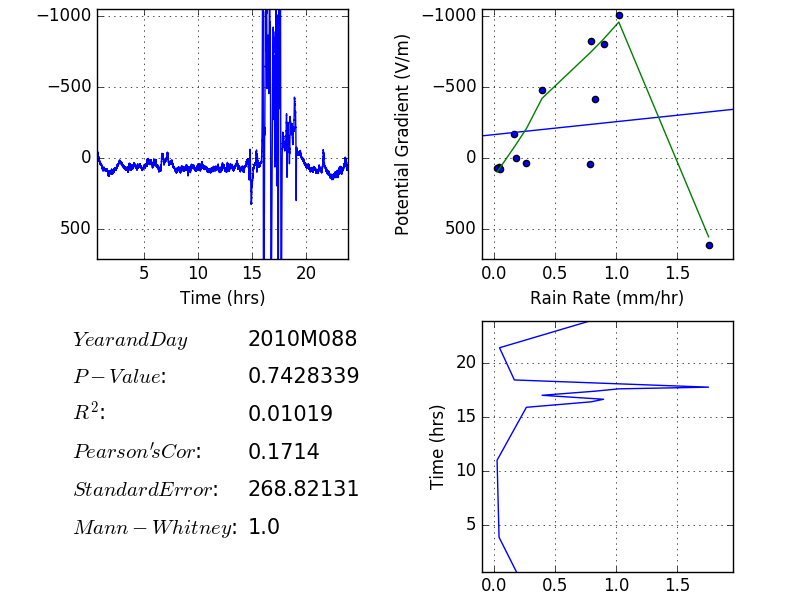 −1000
−500
0
500
5 10 15 20
Time (hrs)
Potential Gradient (V/m)
−1000
−500
0
500
0.0 0.5 1.0 1.5
Rain Rate (mm/hr)
YearandDay 2010M088
P−Value: 0.7428339
R²: 0.01019
Pearson'sCor: 0.1714
StandardError: 268.82131
Mann−Whitney: 1.0
Time (hrs)
20
15
10
5
0.0 0.5 1.0 1.5